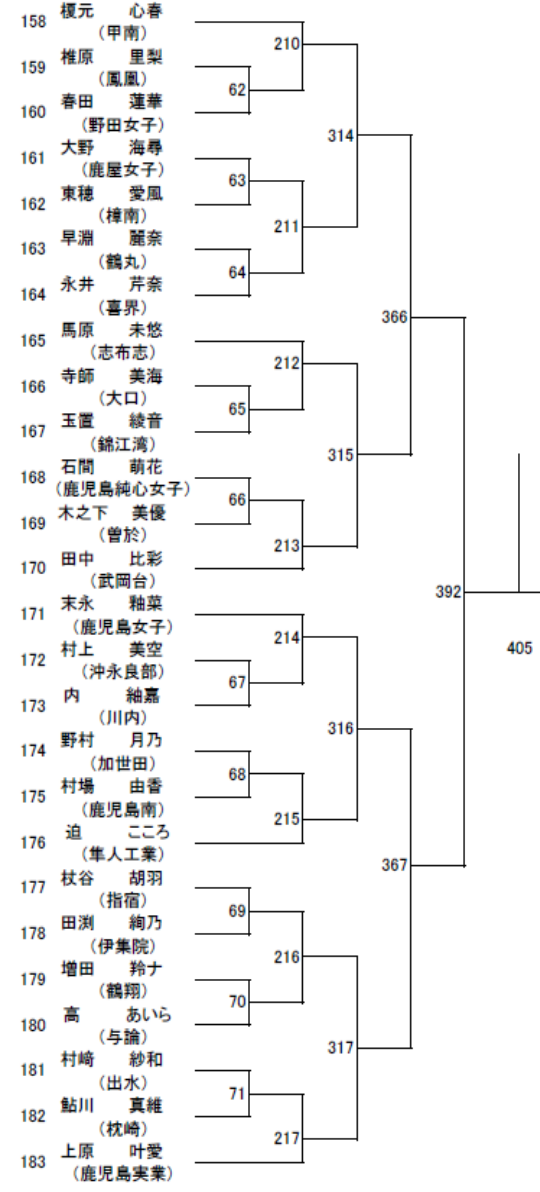 158 榎元 心春
（甲南）
210
159 椎原 里梨
（鳳凰）
62
160 春田 蓮華
（野田女子）
314
161 大野 海尋
（鹿屋女子）
63
162 東穂 愛風
（樟南）
211
163 早淵 麗奈
（鶴丸）
64
164 永井 芹奈
（喜界）
366
165 馬原 未悠
（志布志）
212
166 寺師 美海
（大口）
65
167 玉置 綾音
（錦江湾）
315
168 石間 萌花
（鹿児島純心女子）
66
169 木之下 美優
（曽於）
213
170 田中 比彩
（武岡台）
392
171 末永 釉菜
（鹿児島女子）
214
405
172 村上 美空
（沖永良部）
67
173 内 紬嘉
（川内）
316
174 野村 月乃
（加世田）
68
175 村場 由香
（鹿児島南）
215
176 迫 こころ
（隼人工業）
367
177 杖谷 胡羽
（指宿）
69
178 田渕 絢乃
（伊集院）
216
179 増田 羚ナ
（鶴翔）
70
180 高 あいら
（与論）
317
181 村﨑 紗和
（出水）
71
182 鮎川 真維
（枕崎）
217
183 上原 叶愛
（鹿児島実業）